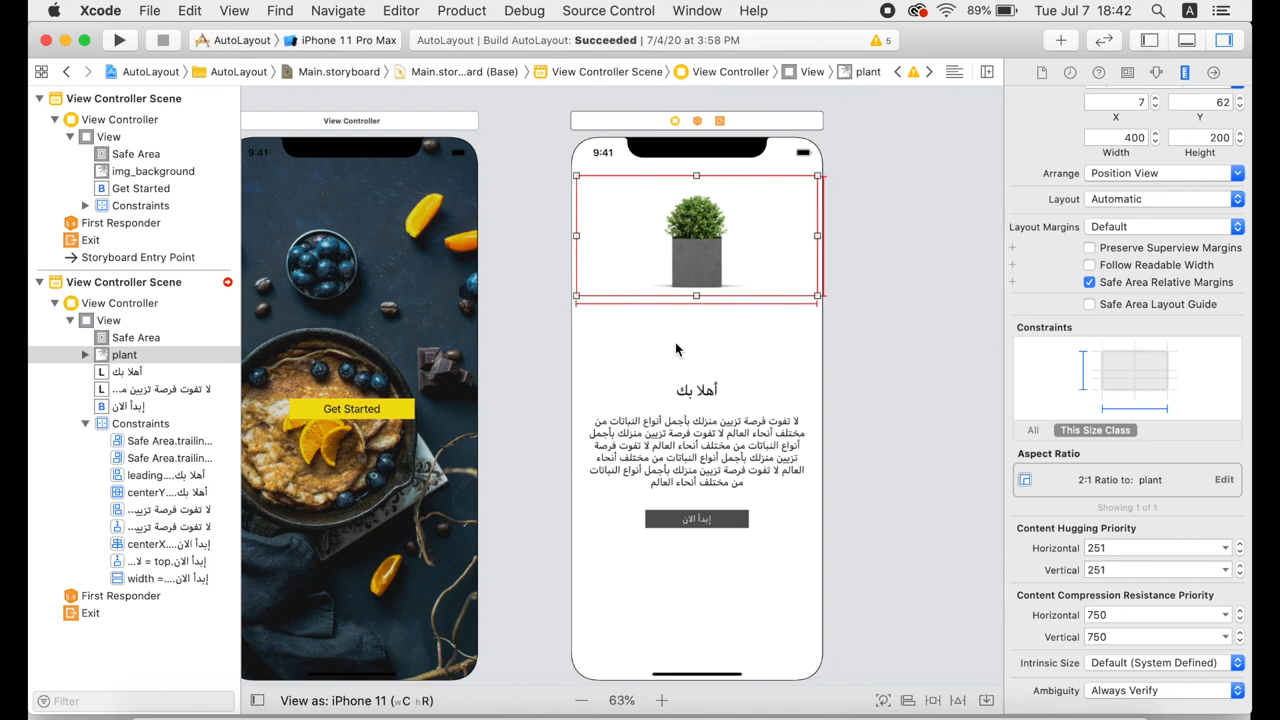 Xcode File Edit View Find Navigate Editor Product Debug Source Control Window Help 89% Tue Jul 7 18:42 A
AutoLayout iPhone 11 Pro Max AutoLayout | Build AutoLayout: Succeeded | 7/4/20 at 3:58 PM 5
AutoLayout AutoLayout Main.storyboard Main.stor...ard (Base) View Controller Scene View Controller View plant
View Controller Scene
View Controller
View
Safe Area
img_background
B Get Started
Constraints
First Responder
Exit
Storyboard Entry Point
View Controller Scene
View Controller
View
Safe Area
plant
L أهلا بك
L لا تفوت فرصة تزيين م...
B إبدأ الان
Constraints
Safe Area.trailin...
Safe Area.trailin...
leading....أهلا بك
centerY....أهلا بك
لا تفوت فرصة تزيي...
لا تفوت فرصة تزيي...
centerX....إبدأ الان
إبدأ الان.top = لا...
width =....إبدأ الان
First Responder
Exit
Filter
View Controller
9:41
Get Started
9:41
أهلا بك
لا تفوت فرصة تزيين منزلك بأجمل أنواع النباتات من
مختلف أنحاء العالم لا تفوت فرصة تزيين منزلك بأجمل
أنواع النباتات من مختلف أنحاء العالم لا تفوت فرصة
تزيين منزلك بأجمل أنواع النباتات من مختلف أنحاء
العالم لا تفوت فرصة تزيين منزلك بأجمل أنواع النباتات
من مختلف أنحاء العالم
إبدأ الان
View as: iPhone 11 (wC hR) 63%
7 62
X Y
400 200
Width Height
Arrange Position View
Layout Automatic
Layout Margins Default
Preserve Superview Margins
Follow Readable Width
Safe Area Relative Margins
Safe Area Layout Guide
Constraints
All This Size Class
Aspect Ratio
2:1 Ratio to: plant Edit
Showing 1 of 1
Content Hugging Priority
Horizontal 251
Vertical 251
Content Compression Resistance Priority
Horizontal 750
Vertical 750
Intrinsic Size Default (System Defined)
Ambiguity Always Verify